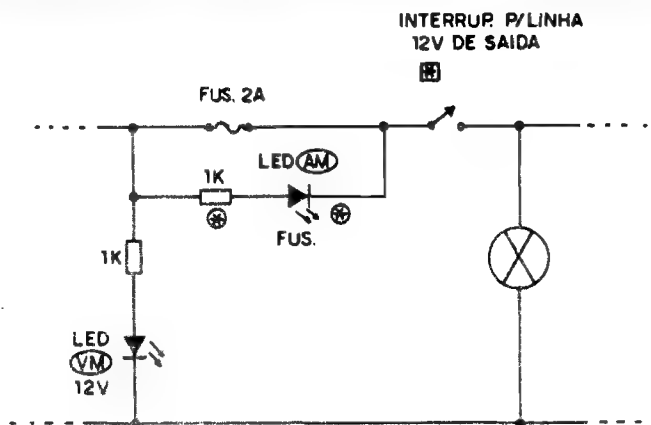 INTERRUP. P/LINHA
12V DE SAIDA
FUS. 2A
LED AM
1K
FUS.
1K
LED
VM
12V